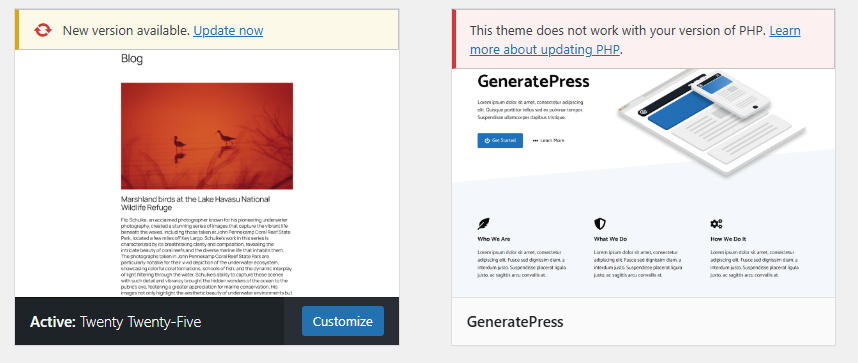 New version available. Update now
Blog
Marshland birds at the Lake Havasu National
Wildlife Refuge
Flip Schulke, an acclaimed photographer known for his pioneering underwater
photography, created a stunning series of images that capture the vibrant life
beneath the waves, including those taken at John Pennekamp Coral Reef State
Park, located a few miles off Key Largo. Schulke's work in this series is
characterized by its breathtaking clarity and composition, revealing the
intricate beauty of coral reefs and the diverse marine life that inhabits them.
The photographs taken in John Pennekamp Coral Reef State Park are
particularly notable for their vivid depiction of the underwater ecosystem,
showcasing colorful coral formations, schools of fish, and the dynamic interplay
of light filtering through the water. Schulke's ability to capture these scenes
with such detail and vibrancy brought the hidden wonders of the ocean to the
public's eye, fostering a greater appreciation for marine conservation. His
images not only highlight the aesthetic beauty of underwater environments but
Active: Twenty Twenty-Five
Customize
This theme does not work with your version of PHP. Learn
more about updating PHP.
GeneratePress
Lorem ipsum dolor sit amet, consectetur adipiscing
elit. Quisque porttitor tellus sed ex pulvinar tempor.
Suspendisse ullamcorper dapibus tristique.
Get Started
Learn More
Who We Are
Lorem ipsum dolor sit amet, consectetur
adipiscing elit. Fusce sed dignissim diam, a
interdum justo. Suspendisse placerat ligula
justo, ac sagittis arcu convallis at.
What We Do
Lorem ipsum dolor sit amet, consectetur
adipiscing elit. Fusce sed dignissim diam, a
interdum justo. Suspendisse placerat ligula
justo, ac sagittis arcu convallis at.
How We Do It
Lorem ipsum dolor sit amet, consectetur
adipiscing elit. Fusce sed dignissim diam, a
interdum justo. Suspendisse placerat ligula
justo, ac sagittis arcu convallis at.
GeneratePress